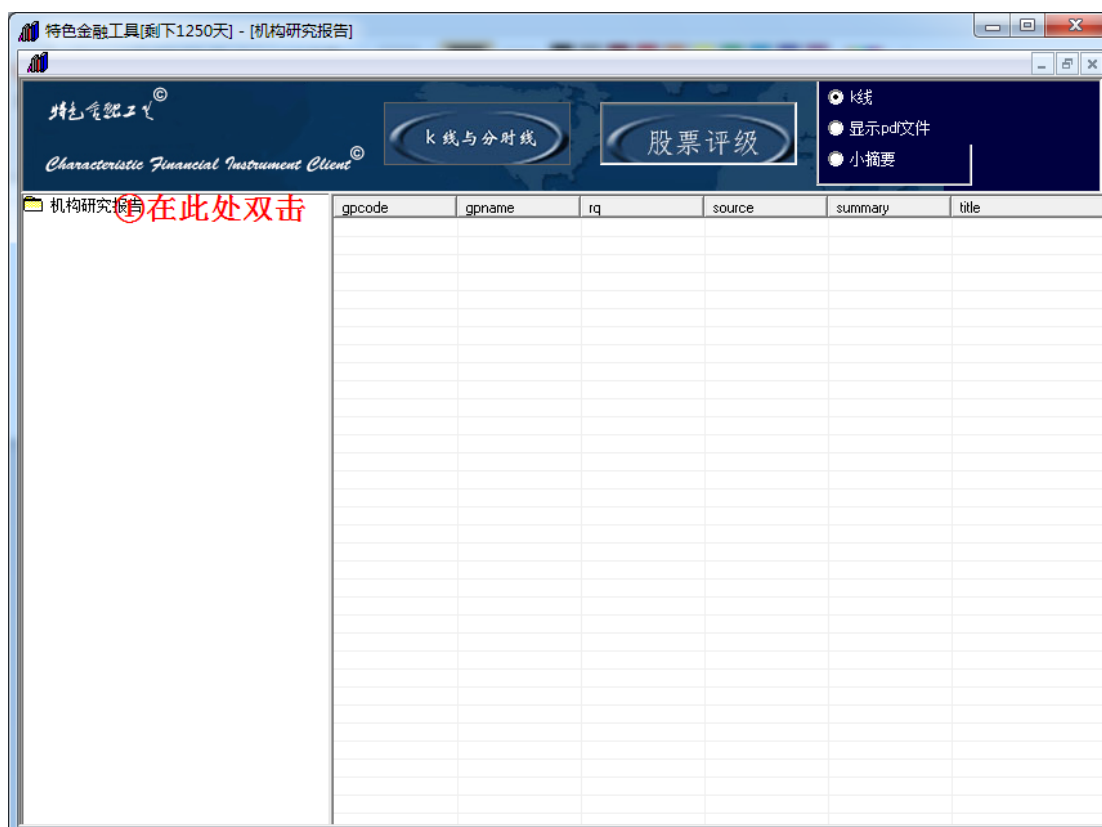 特色金融工具[剩下1250天] - [机构研究报告]
特色金融工具©
Characteristic Financial Instrument Client©
k线与分时线
股票评级
k线
显示pdf文件
小摘要
机构研究报告
①在此处双击
gpcode gpname rq source summary title